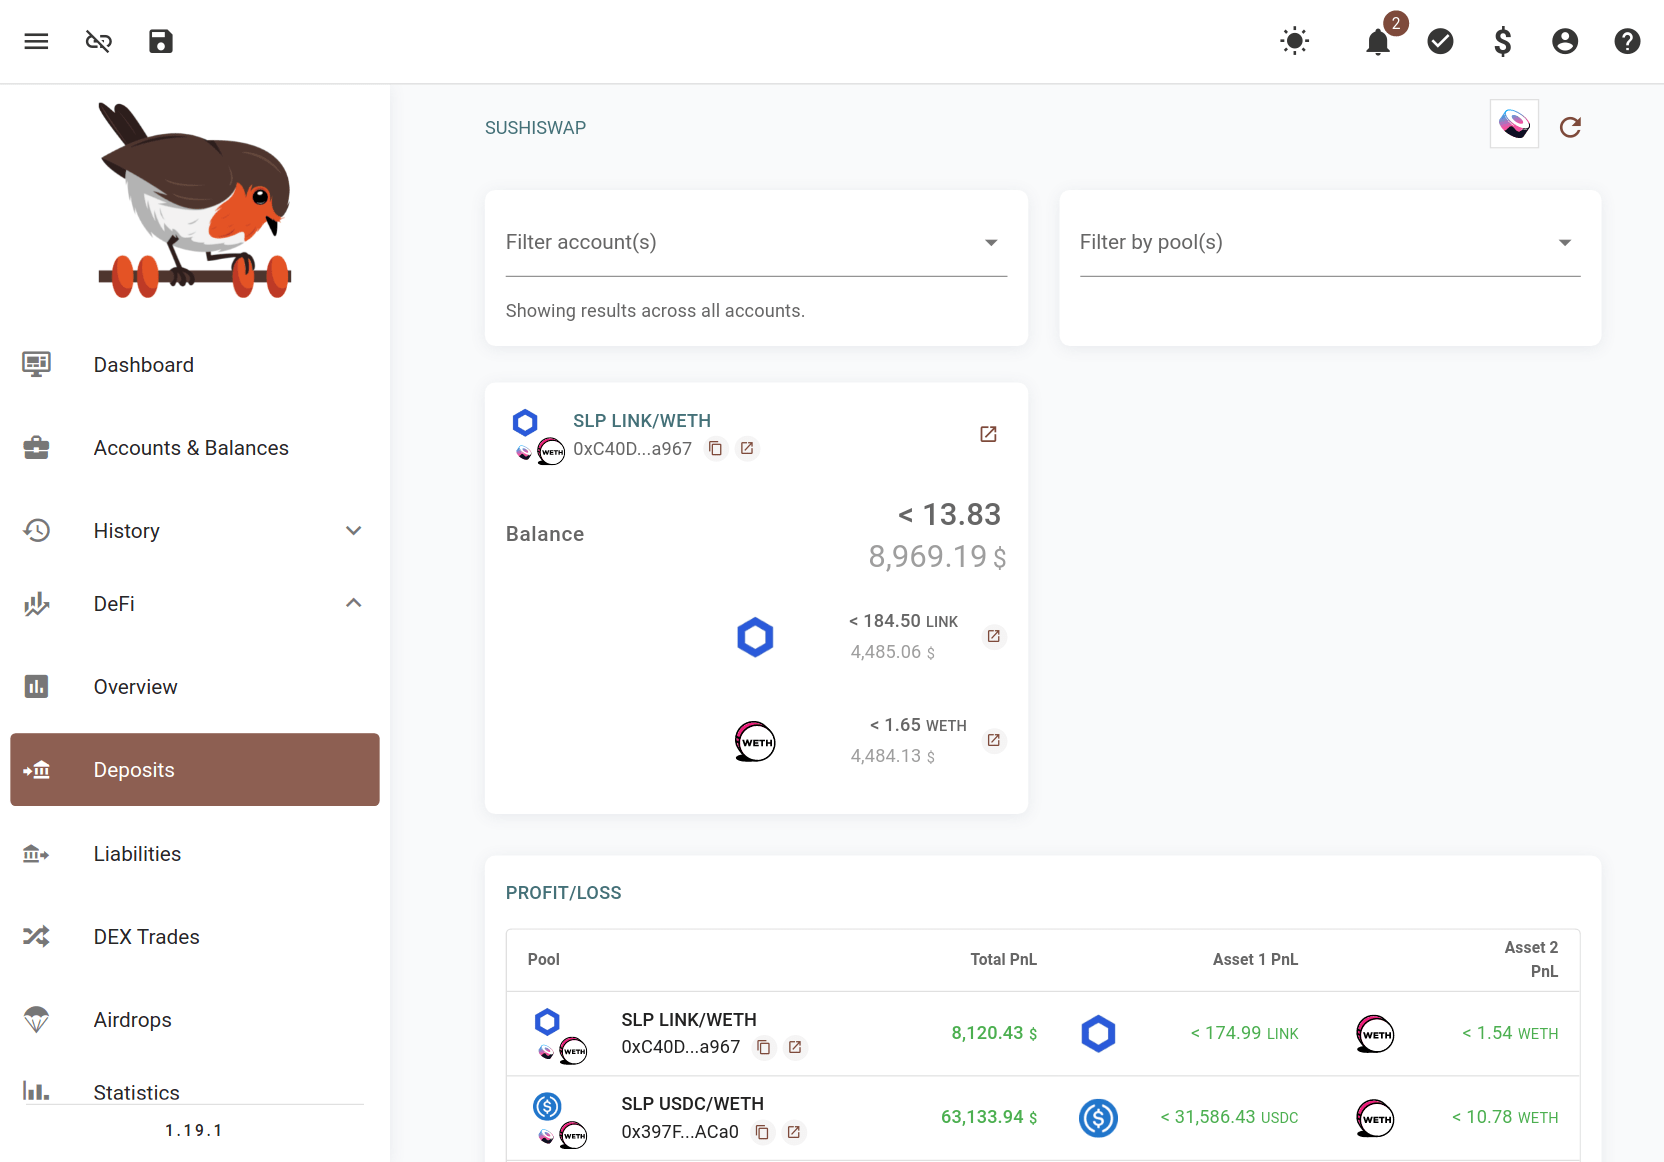 2
SUSHISWAP
Filter account(s)
Showing results across all accounts.
Filter by pool(s)
Dashboard
Accounts & Balances
History
DeFi
Overview
Deposits
Liabilities
DEX Trades
Airdrops
Statistics
1.19.1
SLP LINK/WETH
WETH 0xC40D...a967
Balance
< 13.83
8,969.19 $
< 184.50 LINK
4,485.06 $
WETH
< 1.65 WETH
4,484.13 $
PROFIT/LOSS
Pool Total PnL Asset 1 PnL Asset 2 PnL
SLP LINK/WETH
WETH 0xC40D...a967
8,120.43 $ < 174.99 LINK WETH < 1.54 WETH
SLP USDC/WETH
WETH 0x397F...ACa0
63,133.94 $ < 31,586.43 USDC WETH < 10.78 WETH